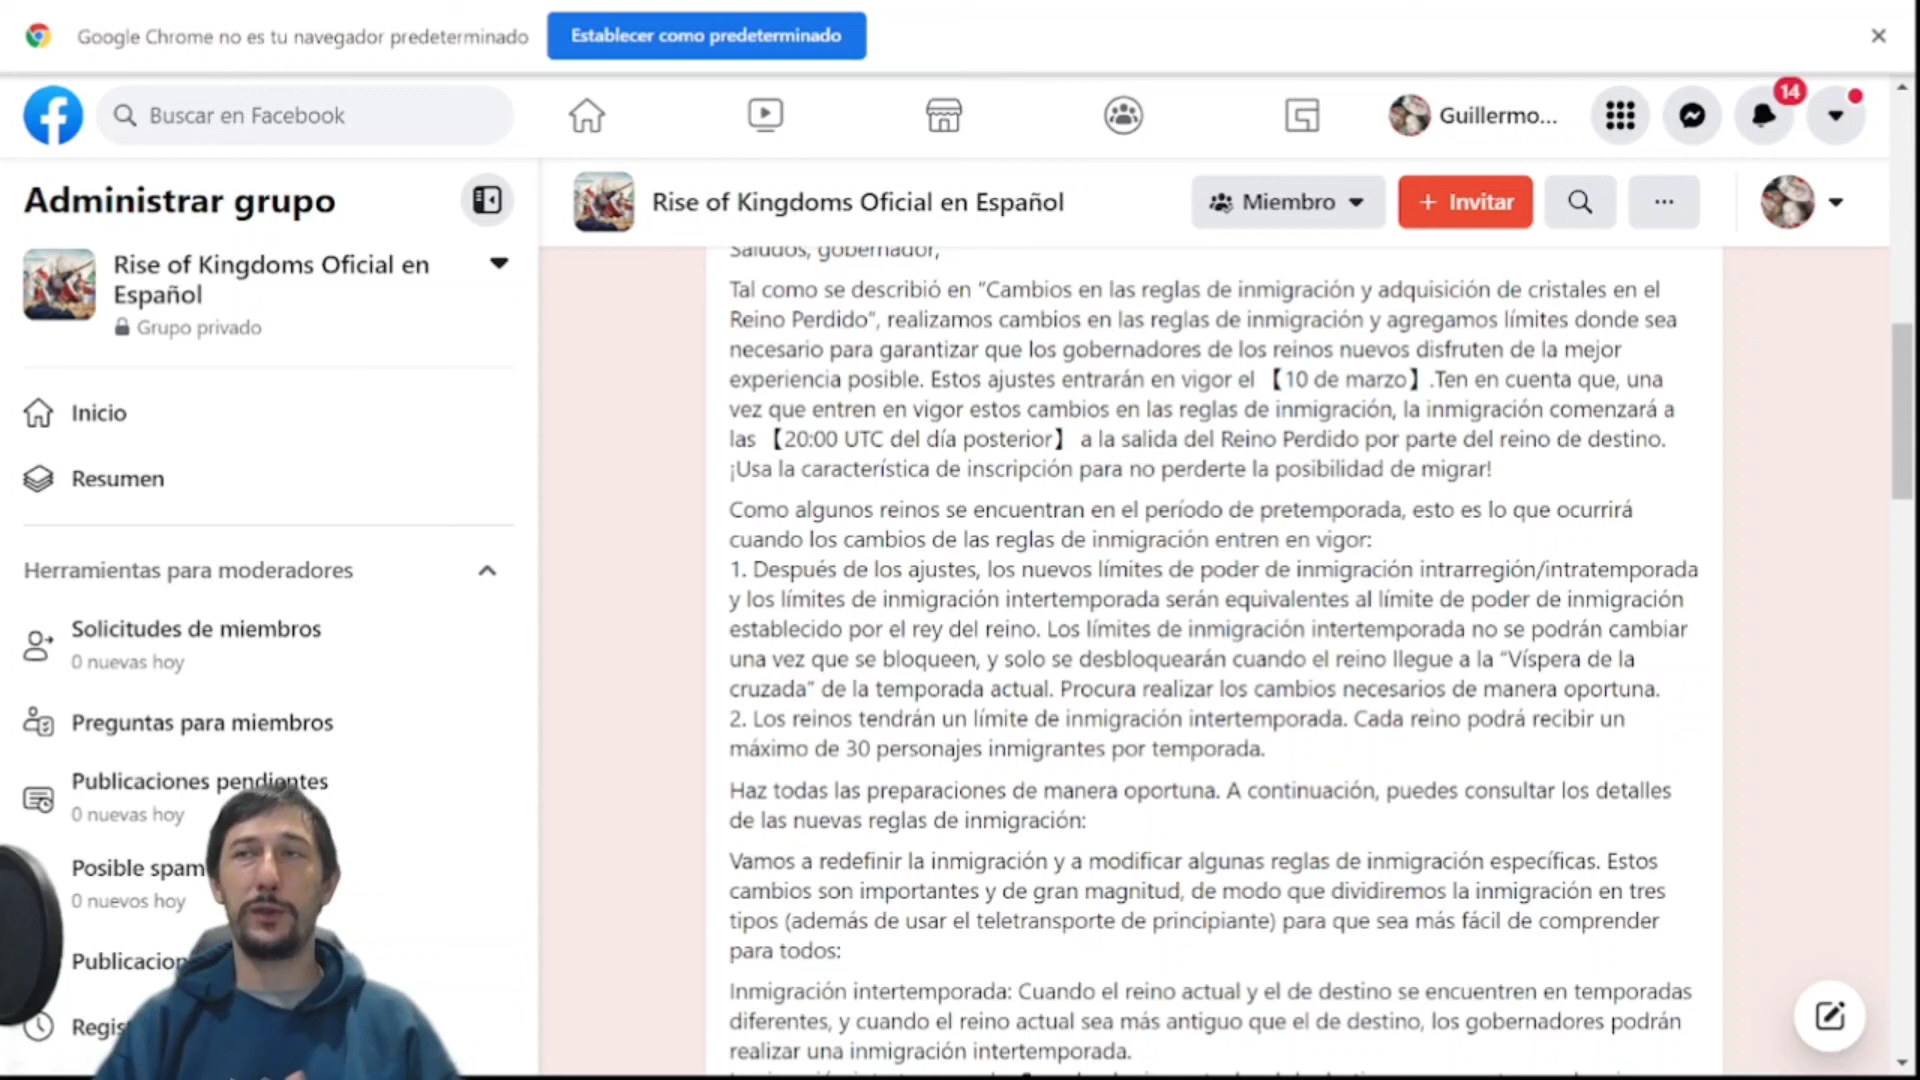 Google Chrome no es tu navegador predeterminado
Establecer como predeterminado
Buscar en Facebook
Guillermo...
14
Administrar grupo
Rise of Kingdoms Oficial en
Español
Grupo privado
Inicio
Resumen
Herramientas para moderadores
Solicitudes de miembros
0 nuevas hoy
Preguntas para miembros
Publicaciones pendientes
0 nuevas hoy
Posible spam
0 nuevos hoy
Rise of Kingdoms Oficial en Español
Miembro
+ Invitar
Saludos, gobernador,
Tal como se describió en "Cambios en las reglas de inmigración y adquisición de cristales en el
Reino Perdido", realizamos cambios en las reglas de inmigración y agregamos límites donde sea
necesario para garantizar que los gobernadores de los reinos nuevos disfruten de la mejor
experiencia posible. Estos ajustes entrarán en vigor el 【10 de marzo】.Ten en cuenta que, una
vez que entren en vigor estos cambios en las reglas de inmigración, la inmigración comenzará a
las 【20:00 UTC del día posterior】 a la salida del Reino Perdido por parte del reino de destino.
¡Usa la característica de inscripción para no perderte la posibilidad de migrar!
Como algunos reinos se encuentran en el período de pretemporada, esto es lo que ocurrirá
cuando los cambios de las reglas de inmigración entren en vigor:
1. Después de los ajustes, los nuevos límites de poder de inmigración intrarregión/intratemporada
y los límites de inmigración intertemporada serán equivalentes al límite de poder de inmigración
establecido por el rey del reino. Los límites de inmigración intertemporada no se podrán cambiar
una vez que se bloqueen, y solo se desbloquearán cuando el reino llegue a la "Víspera de la
cruzada" de la temporada actual. Procura realizar los cambios necesarios de manera oportuna.
2. Los reinos tendrán un límite de inmigración intertemporada. Cada reino podrá recibir un
máximo de 30 personajes inmigrantes por temporada.
Haz todas las preparaciones de manera oportuna. A continuación, puedes consultar los detalles
de las nuevas reglas de inmigración:
Vamos a redefinir la inmigración y a modificar algunas reglas de inmigración específicas. Estos
cambios son importantes y de gran magnitud, de modo que dividiremos la inmigración en tres
tipos (además de usar el teletransporte de principiante) para que sea más fácil de comprender
para todos:
Inmigración intertemporada: Cuando el reino actual y el de destino se encuentren en temporadas
diferentes, y cuando el reino actual sea más antiguo que el de destino, los gobernadores podrán
realizar una inmigración intertemporada.